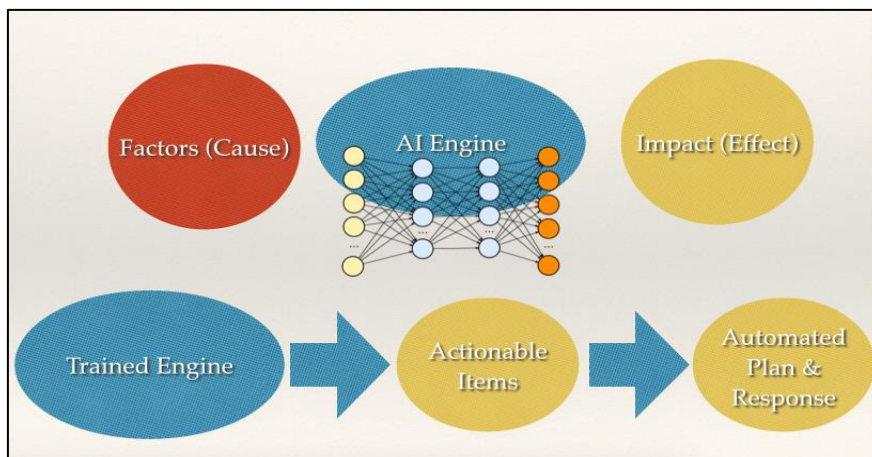 Factors (Cause)
AI Engine
Impact (Effect)
...
...
...
...
Trained Engine
Actionable
Items
Automated
Plan &
Response